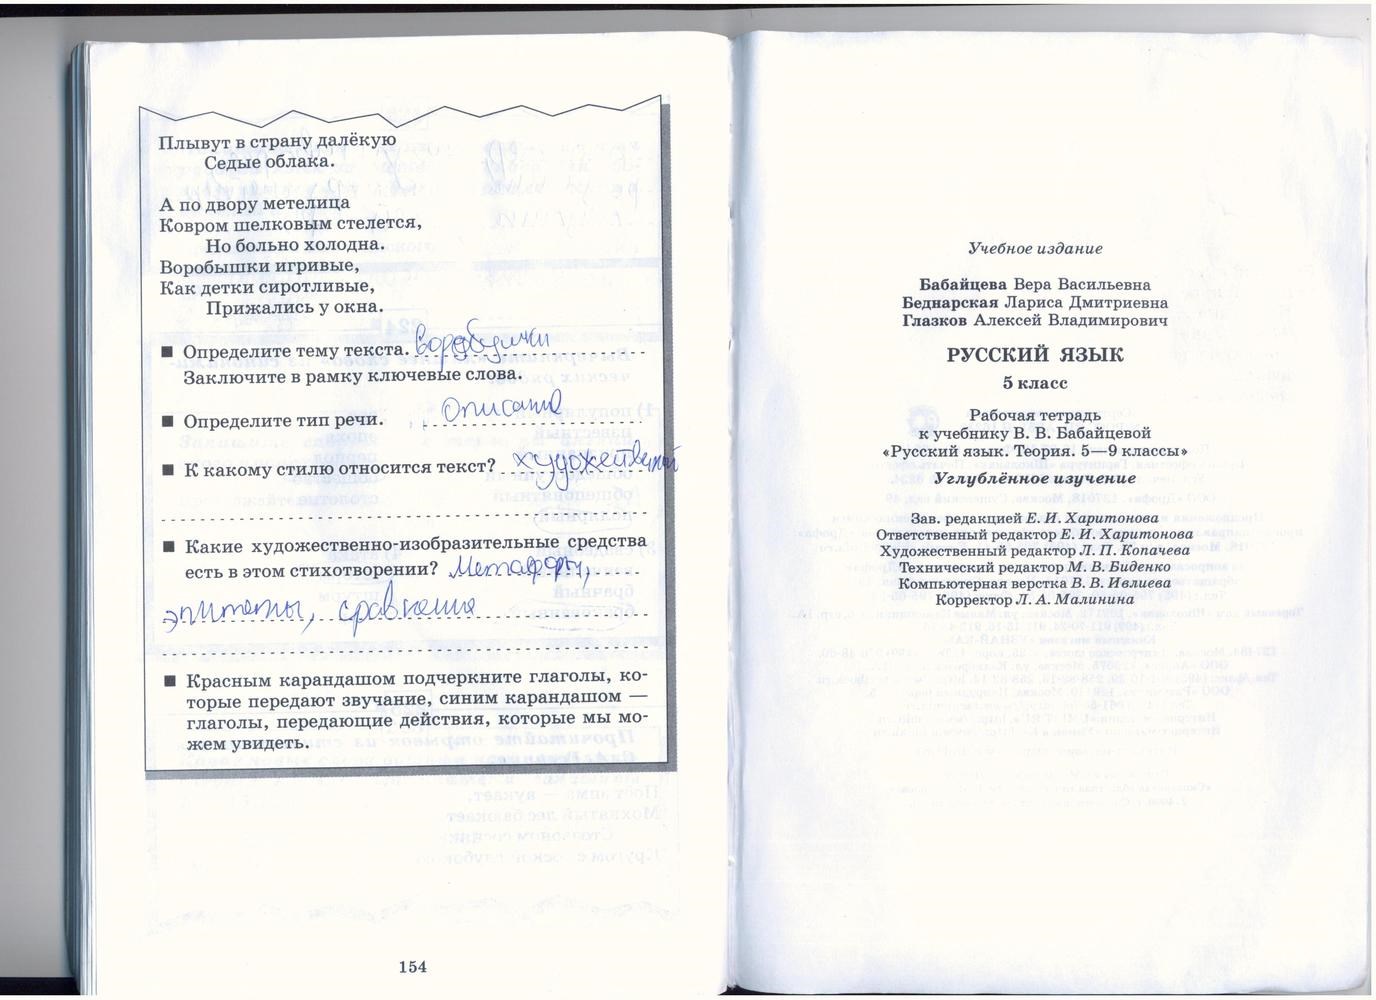 Плывут в страну далёкую
Седые облака.
А по двору метелица
Ковром шелковым стелется,
Но больно холодна.
Воробышки игривые,
Как детки сиротливые,
Прижались у окна.
■ Определите тему текста. воробушки
Заключите в рамку ключевые слова.
■ Определите тип речи.
■ К какому стилю относится текст? художественный
■ Какие художественно-изобразительные средства
есть в этом стихотворении? Метафоры,
эпитеты, сравнения
■ Красным карандашом подчеркните глаголы, ко-
торые передают звучание, синим карандашом —
глаголы, передающие действия, которые мы мо-
жем увидеть.
154
Учебное издание
Бабайцева Вера Васильевна
Беднарская Лариса Дмитриевна
Глазков Алексей Владимирович
РУССКИЙ ЯЗЫК
5 класс
Рабочая тетрадь
к учебнику В. В. Бабайцевой
«Русский язык. Теория. 5—9 классы»
Углублённое изучение
Зав. редакцией Е. И. Харитонова
Ответственный редактор Е. И. Харитонова
Художественный редактор Л. П. Копачева
Технический редактор М. В. Биденко
Компьютерная верстка В. В. Ивлиева
Корректор Л. А. Малинина